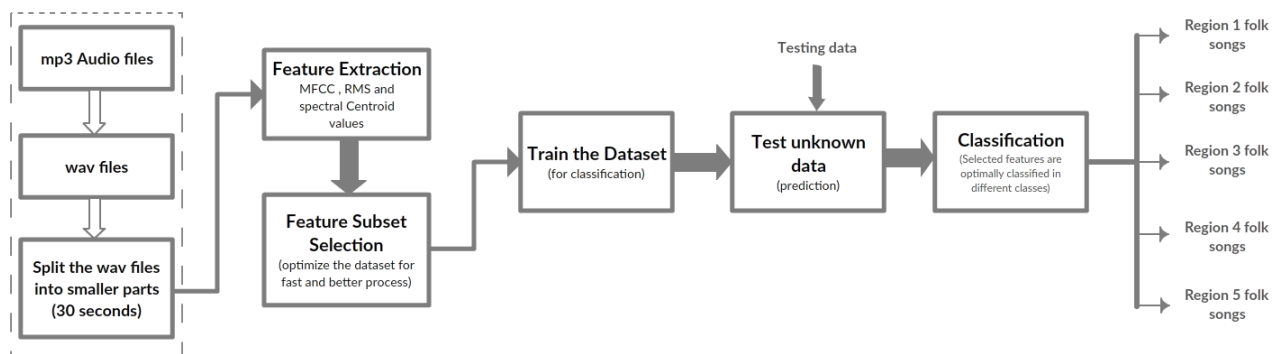 mp3 Audio files
wav files
Split the wav files
into smaller parts
(30 seconds)
Feature Extraction
MFCC , RMS and
spectral Centroid
values
Feature Subset
Selection
(optimize the dataset for
fast and better process)
Train the Dataset
(for classification)
Testing data
Test unknown
data
(prediction)
Classification
(Selected features are
optimally classified in
different classes)
Region 1 folk
songs
Region 2 folk
songs
Region 3 folk
songs
Region 4 folk
songs
Region 5 folk
songs